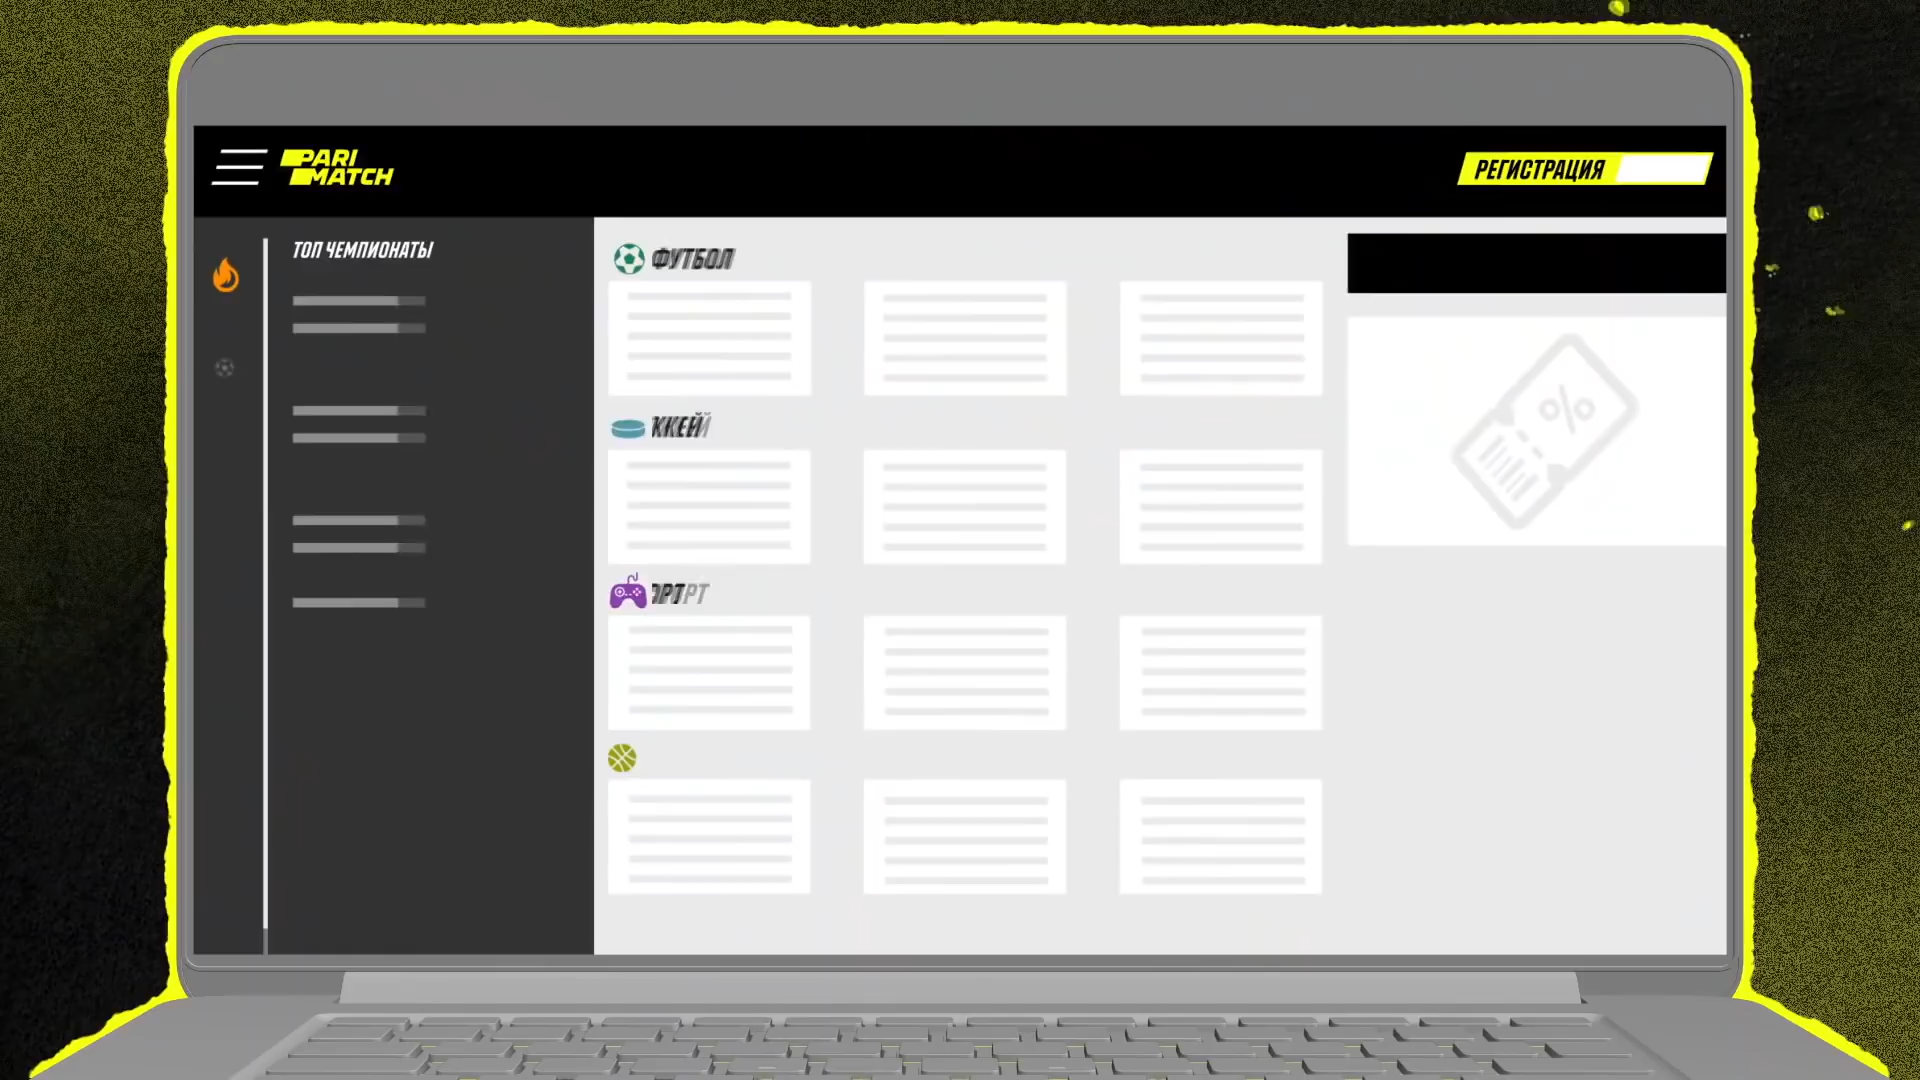 PARI
MATCH
РЕГИСТРАЦИЯ
ТОП ЧЕМПИОНАТЫ
ФУТБОЛ
%